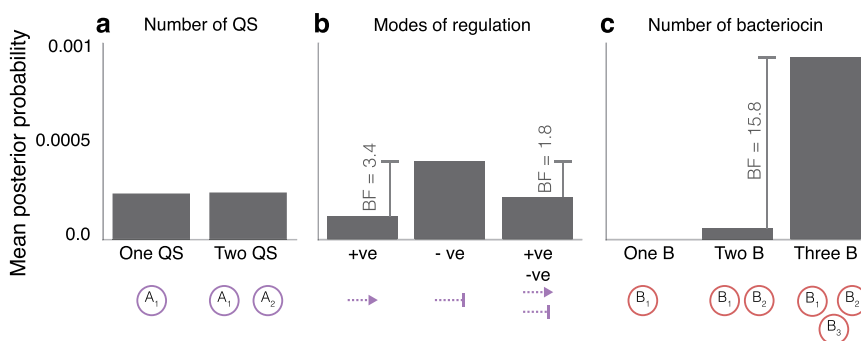 a Number of QS
b Modes of regulation
c Number of bacteriocin
Mean posterior probability
0.001
0.0005
0.0
BF = 3.4
BF = 1.8
BF = 15.8
One QS Two QS
+ve - ve +ve
-ve
One B Two B Three B
A1 A1 A2
B1 B1 B2 B1 B2
B3